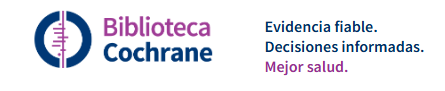 Biblioteca
Cochrane
Evidencia fiable.
Decisiones informadas.
Mejor salud.